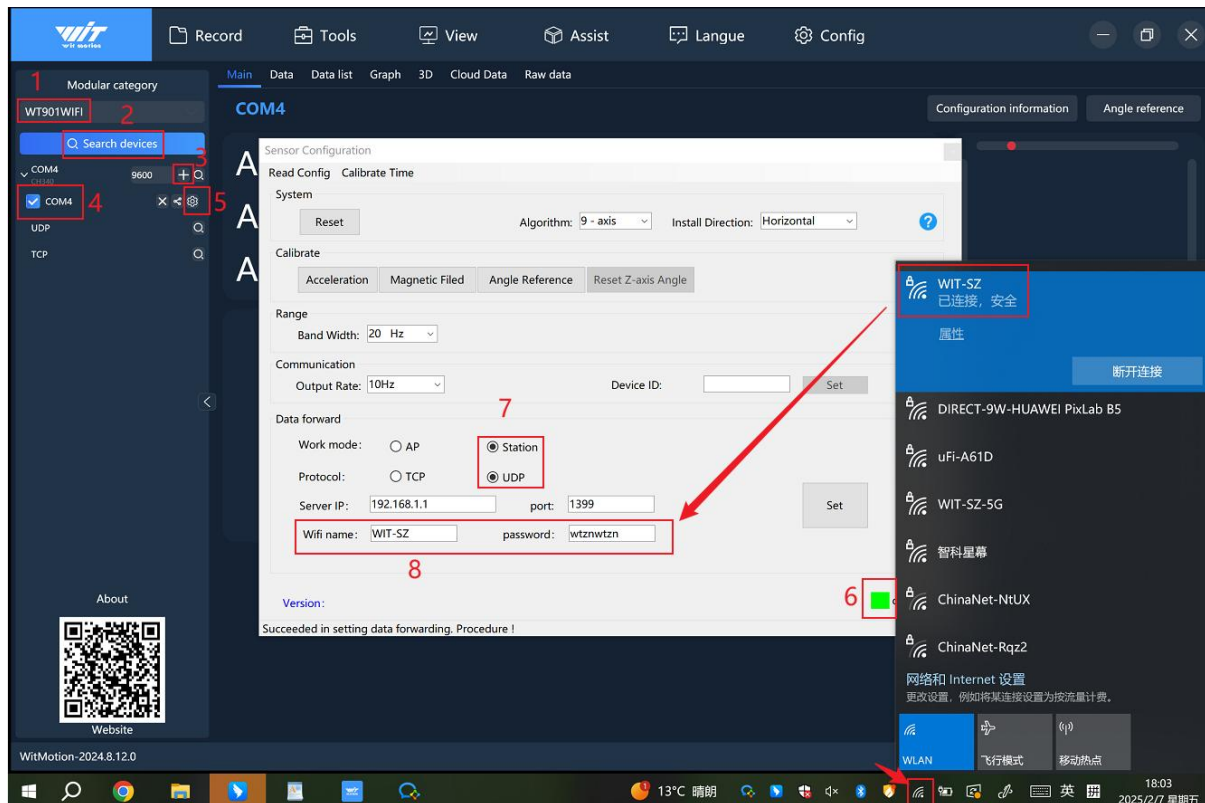 WiT
wit motion
Record
Tools
View
Assist
Langue
Config
1
Modular category
WT901WIFI
2
Search devices
3
COM4
CH340
9600
4
COM4
5
UDP
TCP
Main Data Data list Graph 3D Cloud Data Raw data
COM4
Configuration information
Angle reference
A
A
A
Sensor Configuration
Read Config Calibrate Time
System
Reset
Algorithm: 9 - axis
Install Direction: Horizontal
?
Calibrate
Acceleration
Magnetic Filed
Angle Reference
Reset Z-axis Angle
Range
Band Width: 20 Hz
Communication
Output Rate: 10Hz
Device ID:
Set
7
Data forward
Work mode: AP Station
Protocol: TCP UDP
Server IP: 192.168.1.1 port: 1399
Set
Wifi name: WIT-SZ password: wtznwtzn
8
Version:
6
Succeeded in setting data forwarding. Procedure !
WIT-SZ
已连接，安全
属性
断开连接
DIRECT-9W-HUAWEI PixLab B5
uFi-A61D
WIT-SZ-5G
智科星幕
ChinaNet-NtUX
ChinaNet-Rqz2
网络和 Internet 设置
更改设置，例如将某连接设置为按流量计费。
WLAN
飞行模式
移动热点
About
Website
WitMotion-2024.8.12.0
13°C 晴朗
英
18:03
2025/2/7 星期五